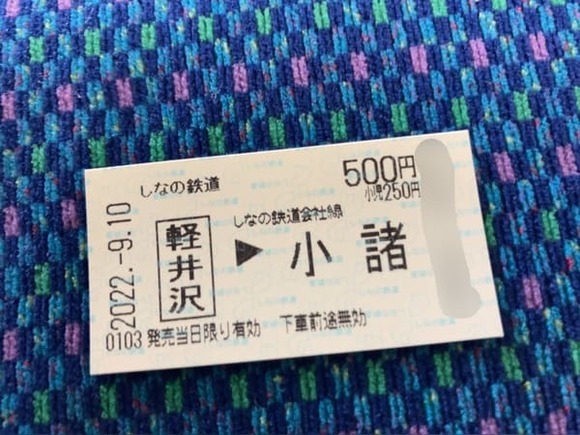 しなの鉄道
500円
小児250円
しなの鉄道会社線
軽井沢 ▶ 小諸
2022.-9.10
0103 発売当日限り有効 下車前途無効